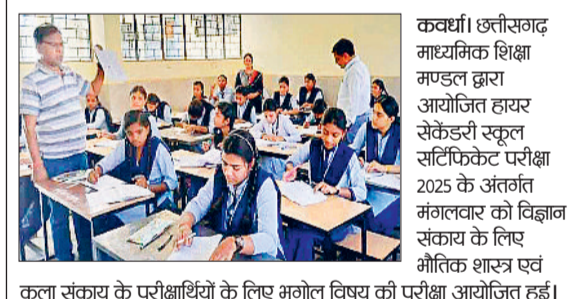 कवर्धा। छत्तीसगढ़
माध्यमिक शिक्षा
मण्डल द्वारा
आयोजित हायर
सेकेंडरी स्कूल
सर्टिफिकेट परीक्षा
2025 के अंतर्गत
मंगलवार को विज्ञान
संकाय के लिए
भौतिक शास्त्र एवं
कला संकाय के परीक्षार्थियों के लिए भूगोल विषय की परीक्षा आयोजित हुई।